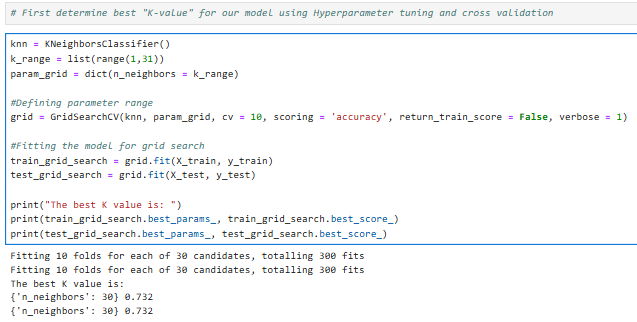 # First determine best "K-value" for our model using Hyperparameter tuning and cross validation
knn = KNeighborsClassifier()
k_range = list(range(1,31))
param_grid = dict(n_neighbors = k_range)
#Defining parameter range
grid = GridSearchCV(knn, param_grid, cv = 10, scoring = 'accuracy', return_train_score = False, verbose = 1)
#Fitting the model for grid search
train_grid_search = grid.fit(X_train, y_train)
test_grid_search = grid.fit(X_test, y_test)
print("The best K value is: ")
print(train_grid_search.best_params_, train_grid_search.best_score_)
print(test_grid_search.best_params_, test_grid_search.best_score_)
Fitting 10 folds for each of 30 candidates, totalling 300 fits
Fitting 10 folds for each of 30 candidates, totalling 300 fits
The best K value is:
{'n_neighbors': 30} 0.732
{'n_neighbors': 30} 0.732